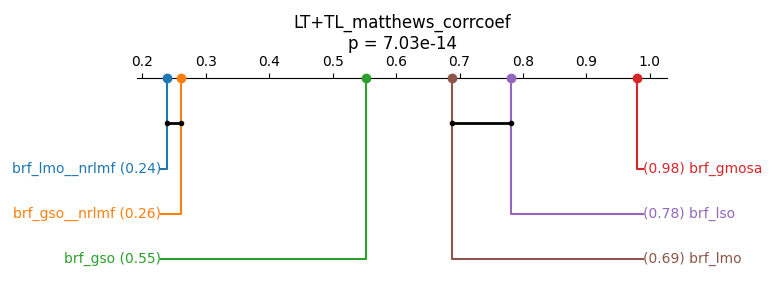 LT+TL_matthews_corrcoef
p = 7.03e-14
0.2 0.3 0.4 0.5 0.6 0.7 0.8 0.9 1.0
brf_lmo__nrlmf (0.24) (0.98) brf_gmosa
brf_gso__nrlmf (0.26) (0.78) brf_lso
brf_gso (0.55) (0.69) brf_lmo